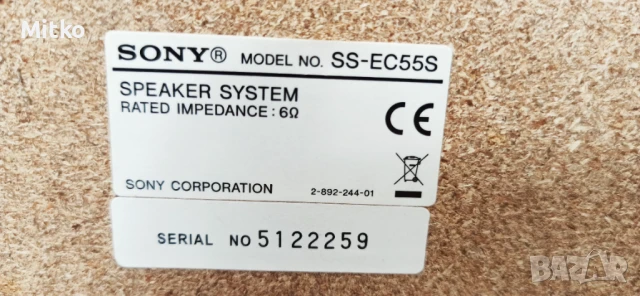 Mitko
SONY® MODEL NO. SS-EC55S
SPEAKER SYSTEM
RATED IMPEDANCE : 6Ω
CE
SONY CORPORATION 2-892-244-01
SERIAL NO 5122259
BAZAR